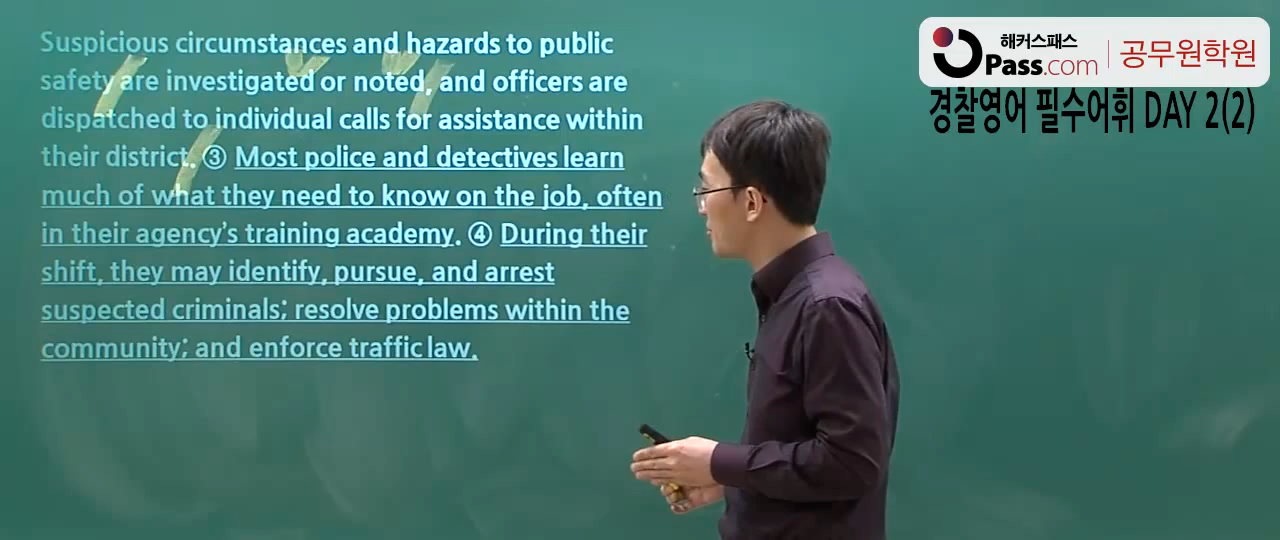 Suspicious circumstances and hazards to public
safety are investigated or noted, and officers are
dispatched to individual calls for assistance within
their district. ③ Most police and detectives learn
much of what they need to know on the job, often
in their agency's training academy. ④ During their
shift, they may identify, pursue, and arrest
suspected criminals; resolve problems within the
community; and enforce traffic law.
해커스패스
Pass.com
공무원학원
경찰영어 필수어휘 DAY 2(2)